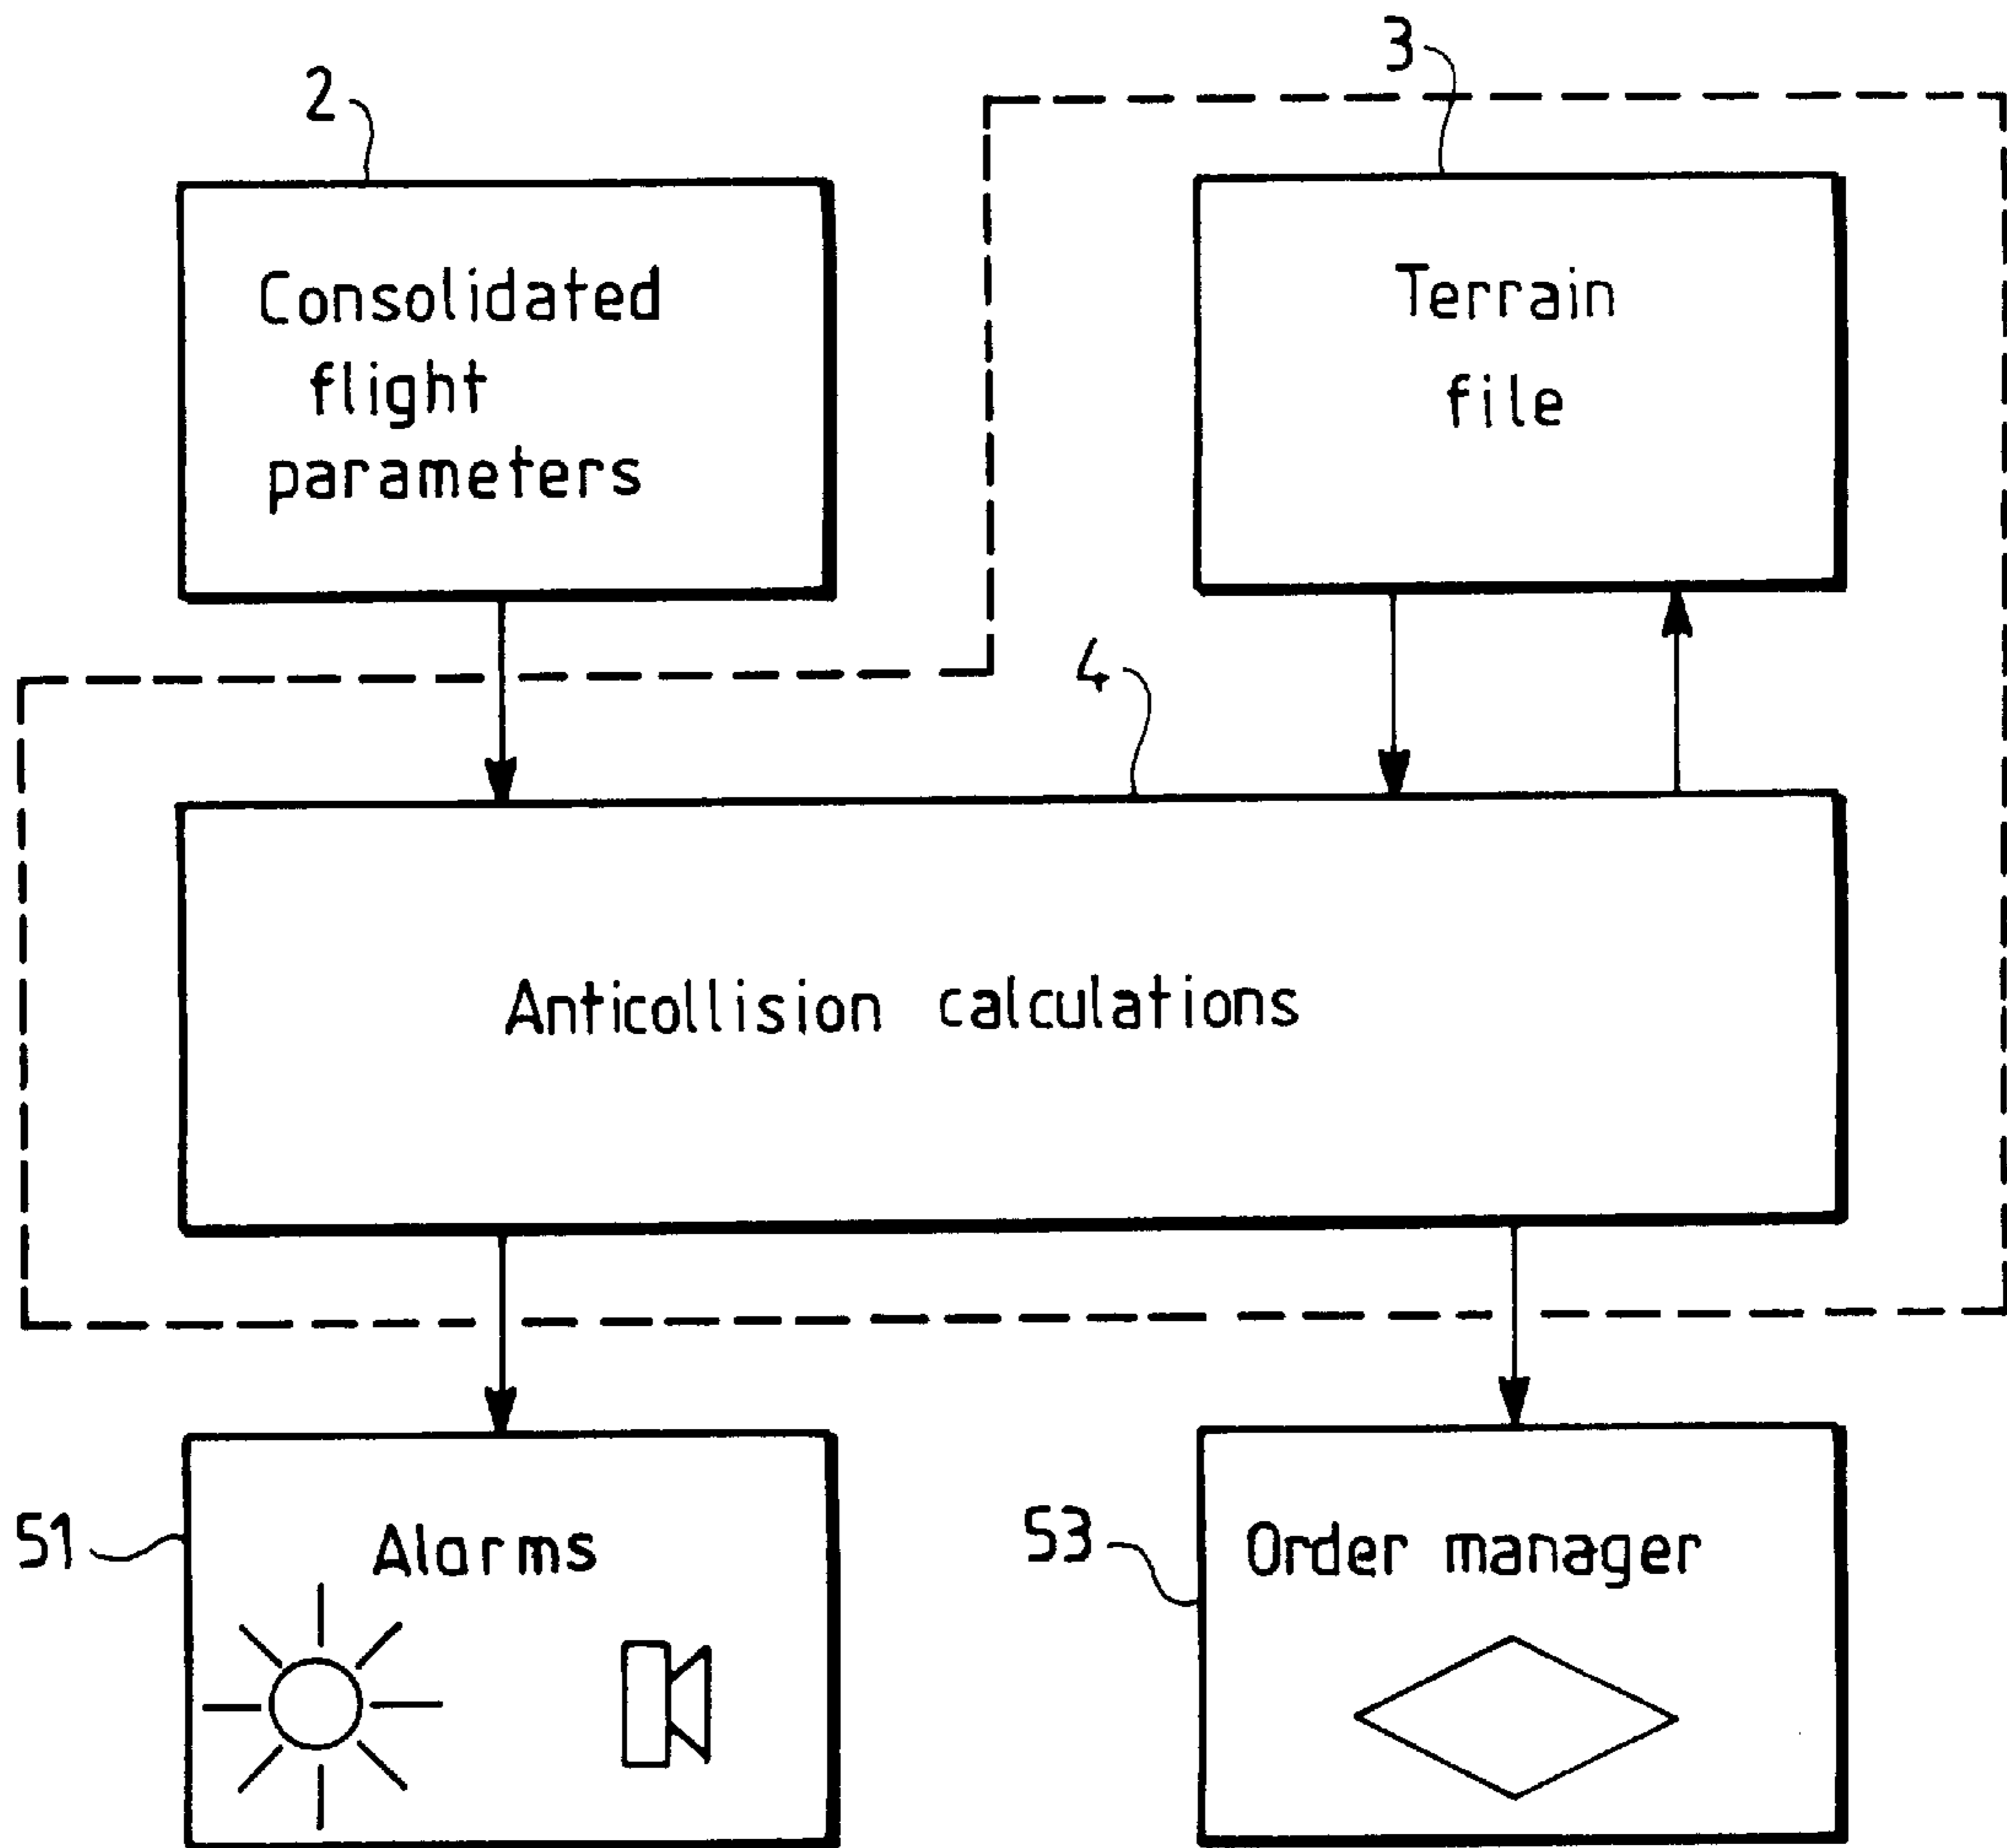 2
3
Consolidated
flight
parameters
Terrain
file
4
Anticollision calculations
51
Alarms
53
Order manager